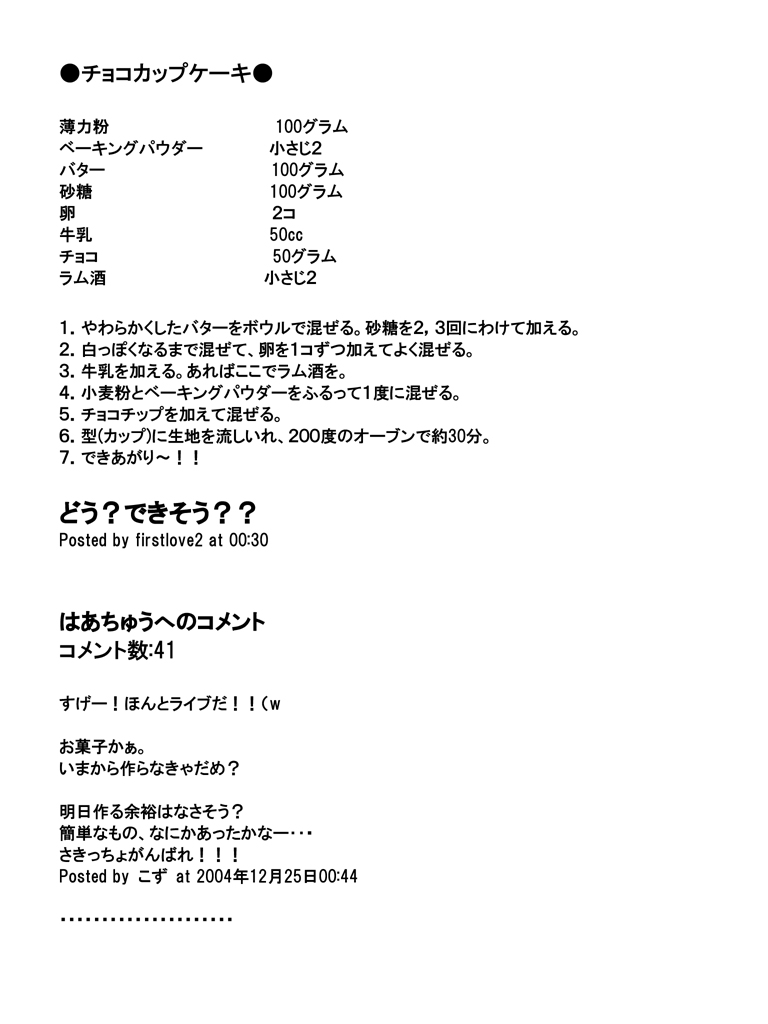 ●チョコカップケーキ●
薄力粉 100グラム
ベーキングパウダー 小さじ２
バター 100グラム
砂糖 100グラム
卵 ２コ
牛乳 50cc
チョコ 50グラム
ラム酒 小さじ２
１．やわらかくしたバターをボウルで混ぜる。砂糖を２，３回にわけて加える。
２．白っぽくなるまで混ぜて、卵を１コずつ加えてよく混ぜる。
３．牛乳を加える。あればここでラム酒を。
４．小麦粉とベーキングパウダーをふるって１度に混ぜる。
５．チョコチップを加えて混ぜる。
６．型(カップ)に生地を流しいれ、２００度のオーブンで約30分。
７．できあがり～！！
どう？できそう？？
Posted by firstlove2 at 00:30
はあちゅうへのコメント
コメント数:41
すげー！ほんとライブだ！！（w
お菓子かぁ。
いまから作らなきゃだめ？
明日作る余裕はなさそう？
簡単なもの、なにかあったかなー・・・
さきっちょがんばれ！！！
Posted by こず at 2004年12月25日00:44
・・・・・・・・・・・・・・・・・・・・・